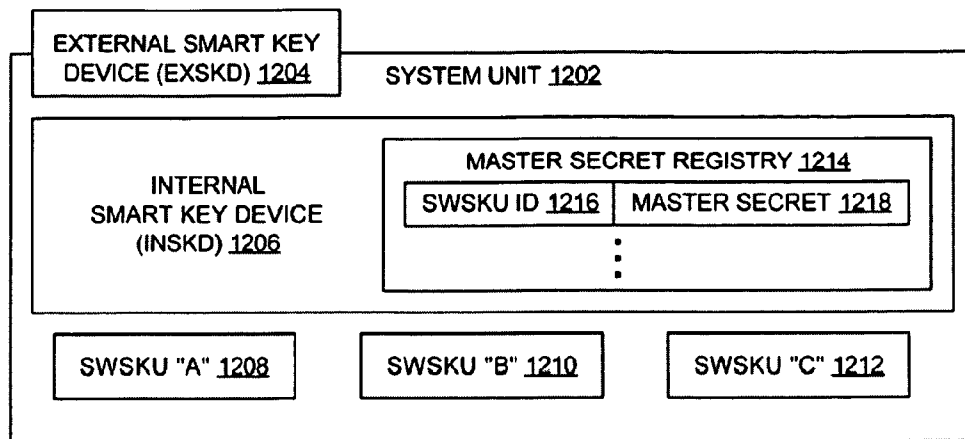 EXTERNAL SMART KEY
DEVICE (EXSKD) 1204
SYSTEM UNIT 1202
INTERNAL
SMART KEY DEVICE
(INSKD) 1206
MASTER SECRET REGISTRY 1214
SWSKU ID 1216
MASTER SECRET 1218
SWSKU "A" 1208
SWSKU "B" 1210
SWSKU "C" 1212